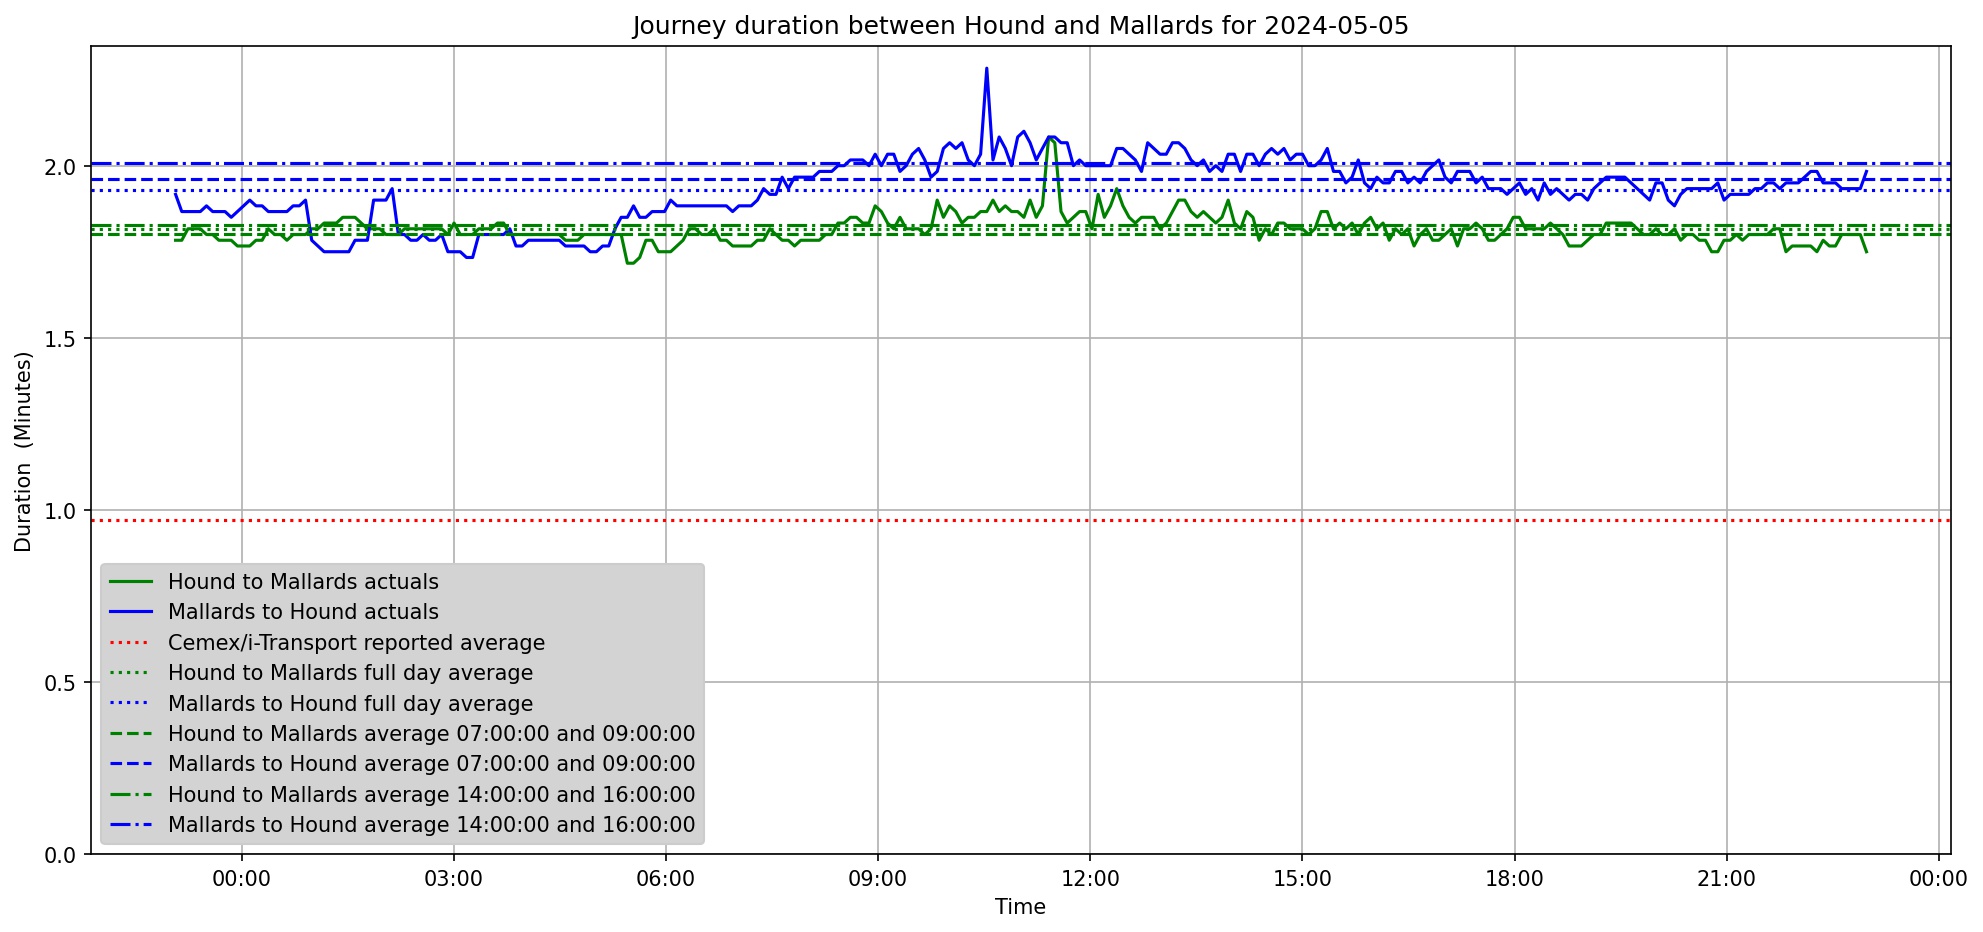 Journey duration between Hound and Mallards for 2024-05-05
Duration  (Minutes)
2.0
1.5
1.0
0.5
0.0
Hound to Mallards actuals
Mallards to Hound actuals
Cemex/i-Transport reported average
Hound to Mallards full day average
Mallards to Hound full day average
Hound to Mallards average 07:00:00 and 09:00:00
Mallards to Hound average 07:00:00 and 09:00:00
Hound to Mallards average 14:00:00 and 16:00:00
Mallards to Hound average 14:00:00 and 16:00:00
00:00 03:00 06:00 09:00 12:00 15:00 18:00 21:00 00:00
Time